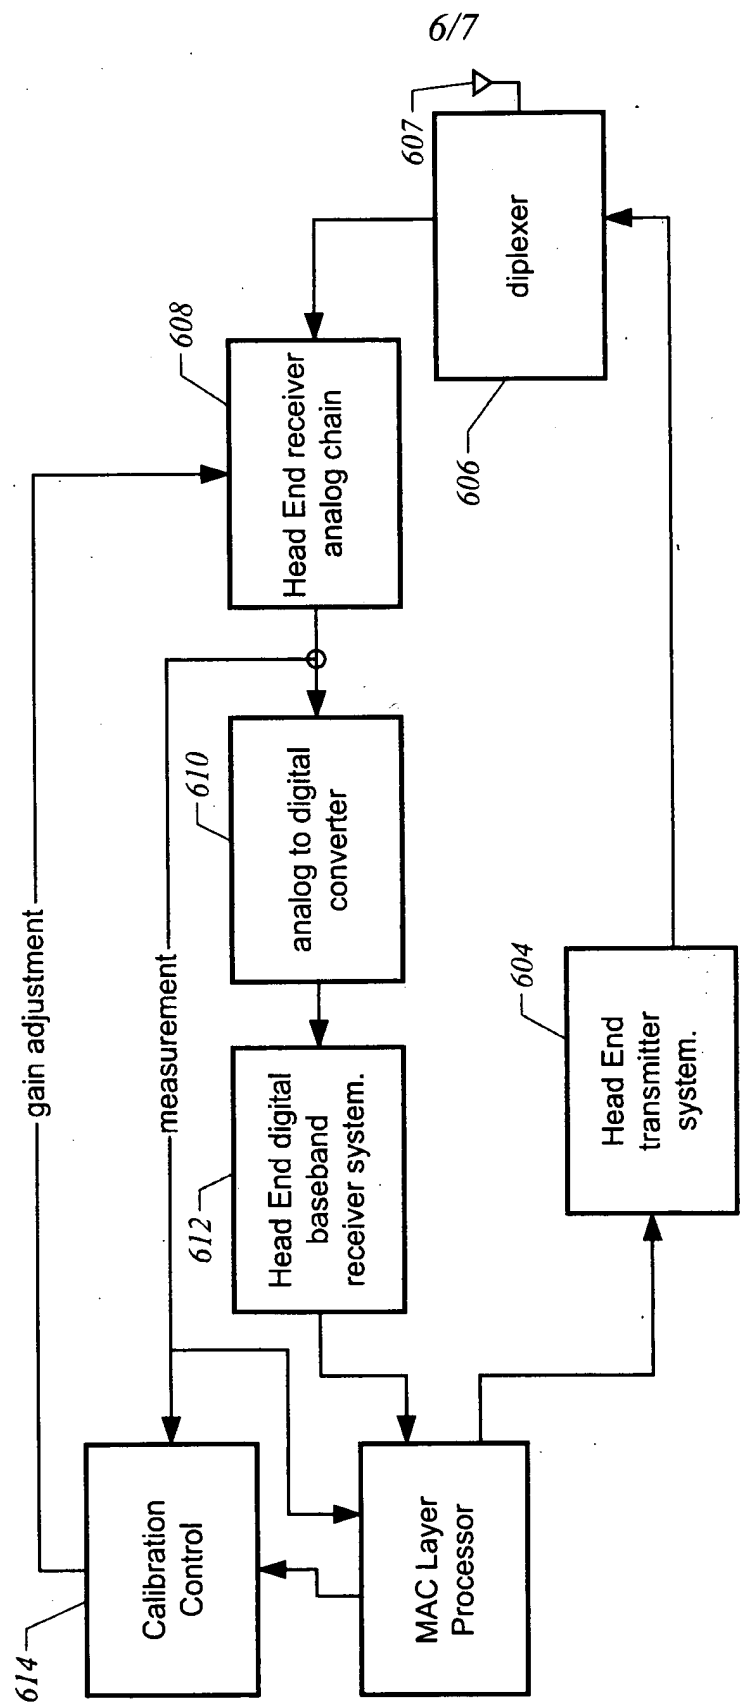 6/7
607
diplexer
606
608
Head End receiver
analog chain
gain adjustment
measurement
610
analog to digital
converter
612
Head End digital
baseband
receiver system.
604
Head End
transmitter
system.
614
Calibration
Control
MAC Layer
Processor